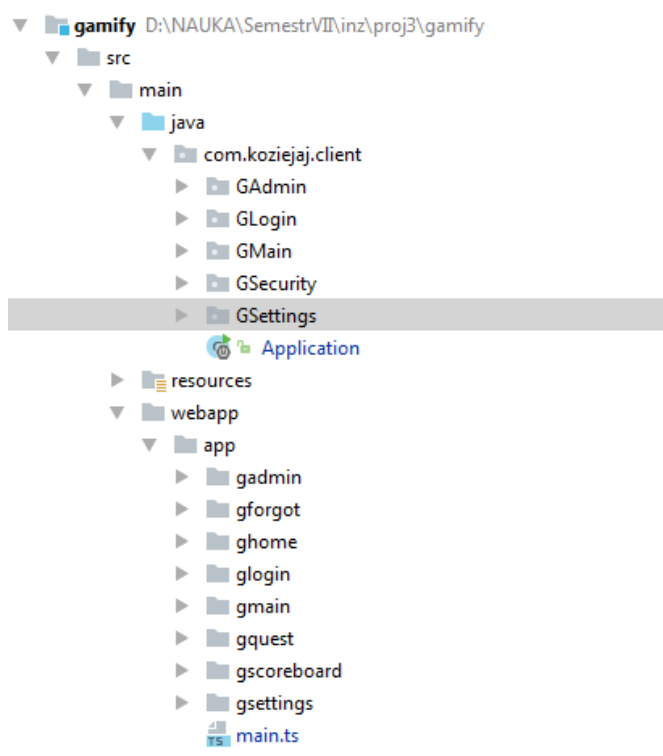 gamify D:\NAUKA\SemestrVII\inz\proj3\gamify
src
main
java
com.koziejaj.client
GAdmin
GLogin
GMain
GSecurity
GSettings
Application
resources
webapp
app
gadmin
gforgot
ghome
glogin
gmain
gquest
gscoreboard
gsettings
TS main.ts